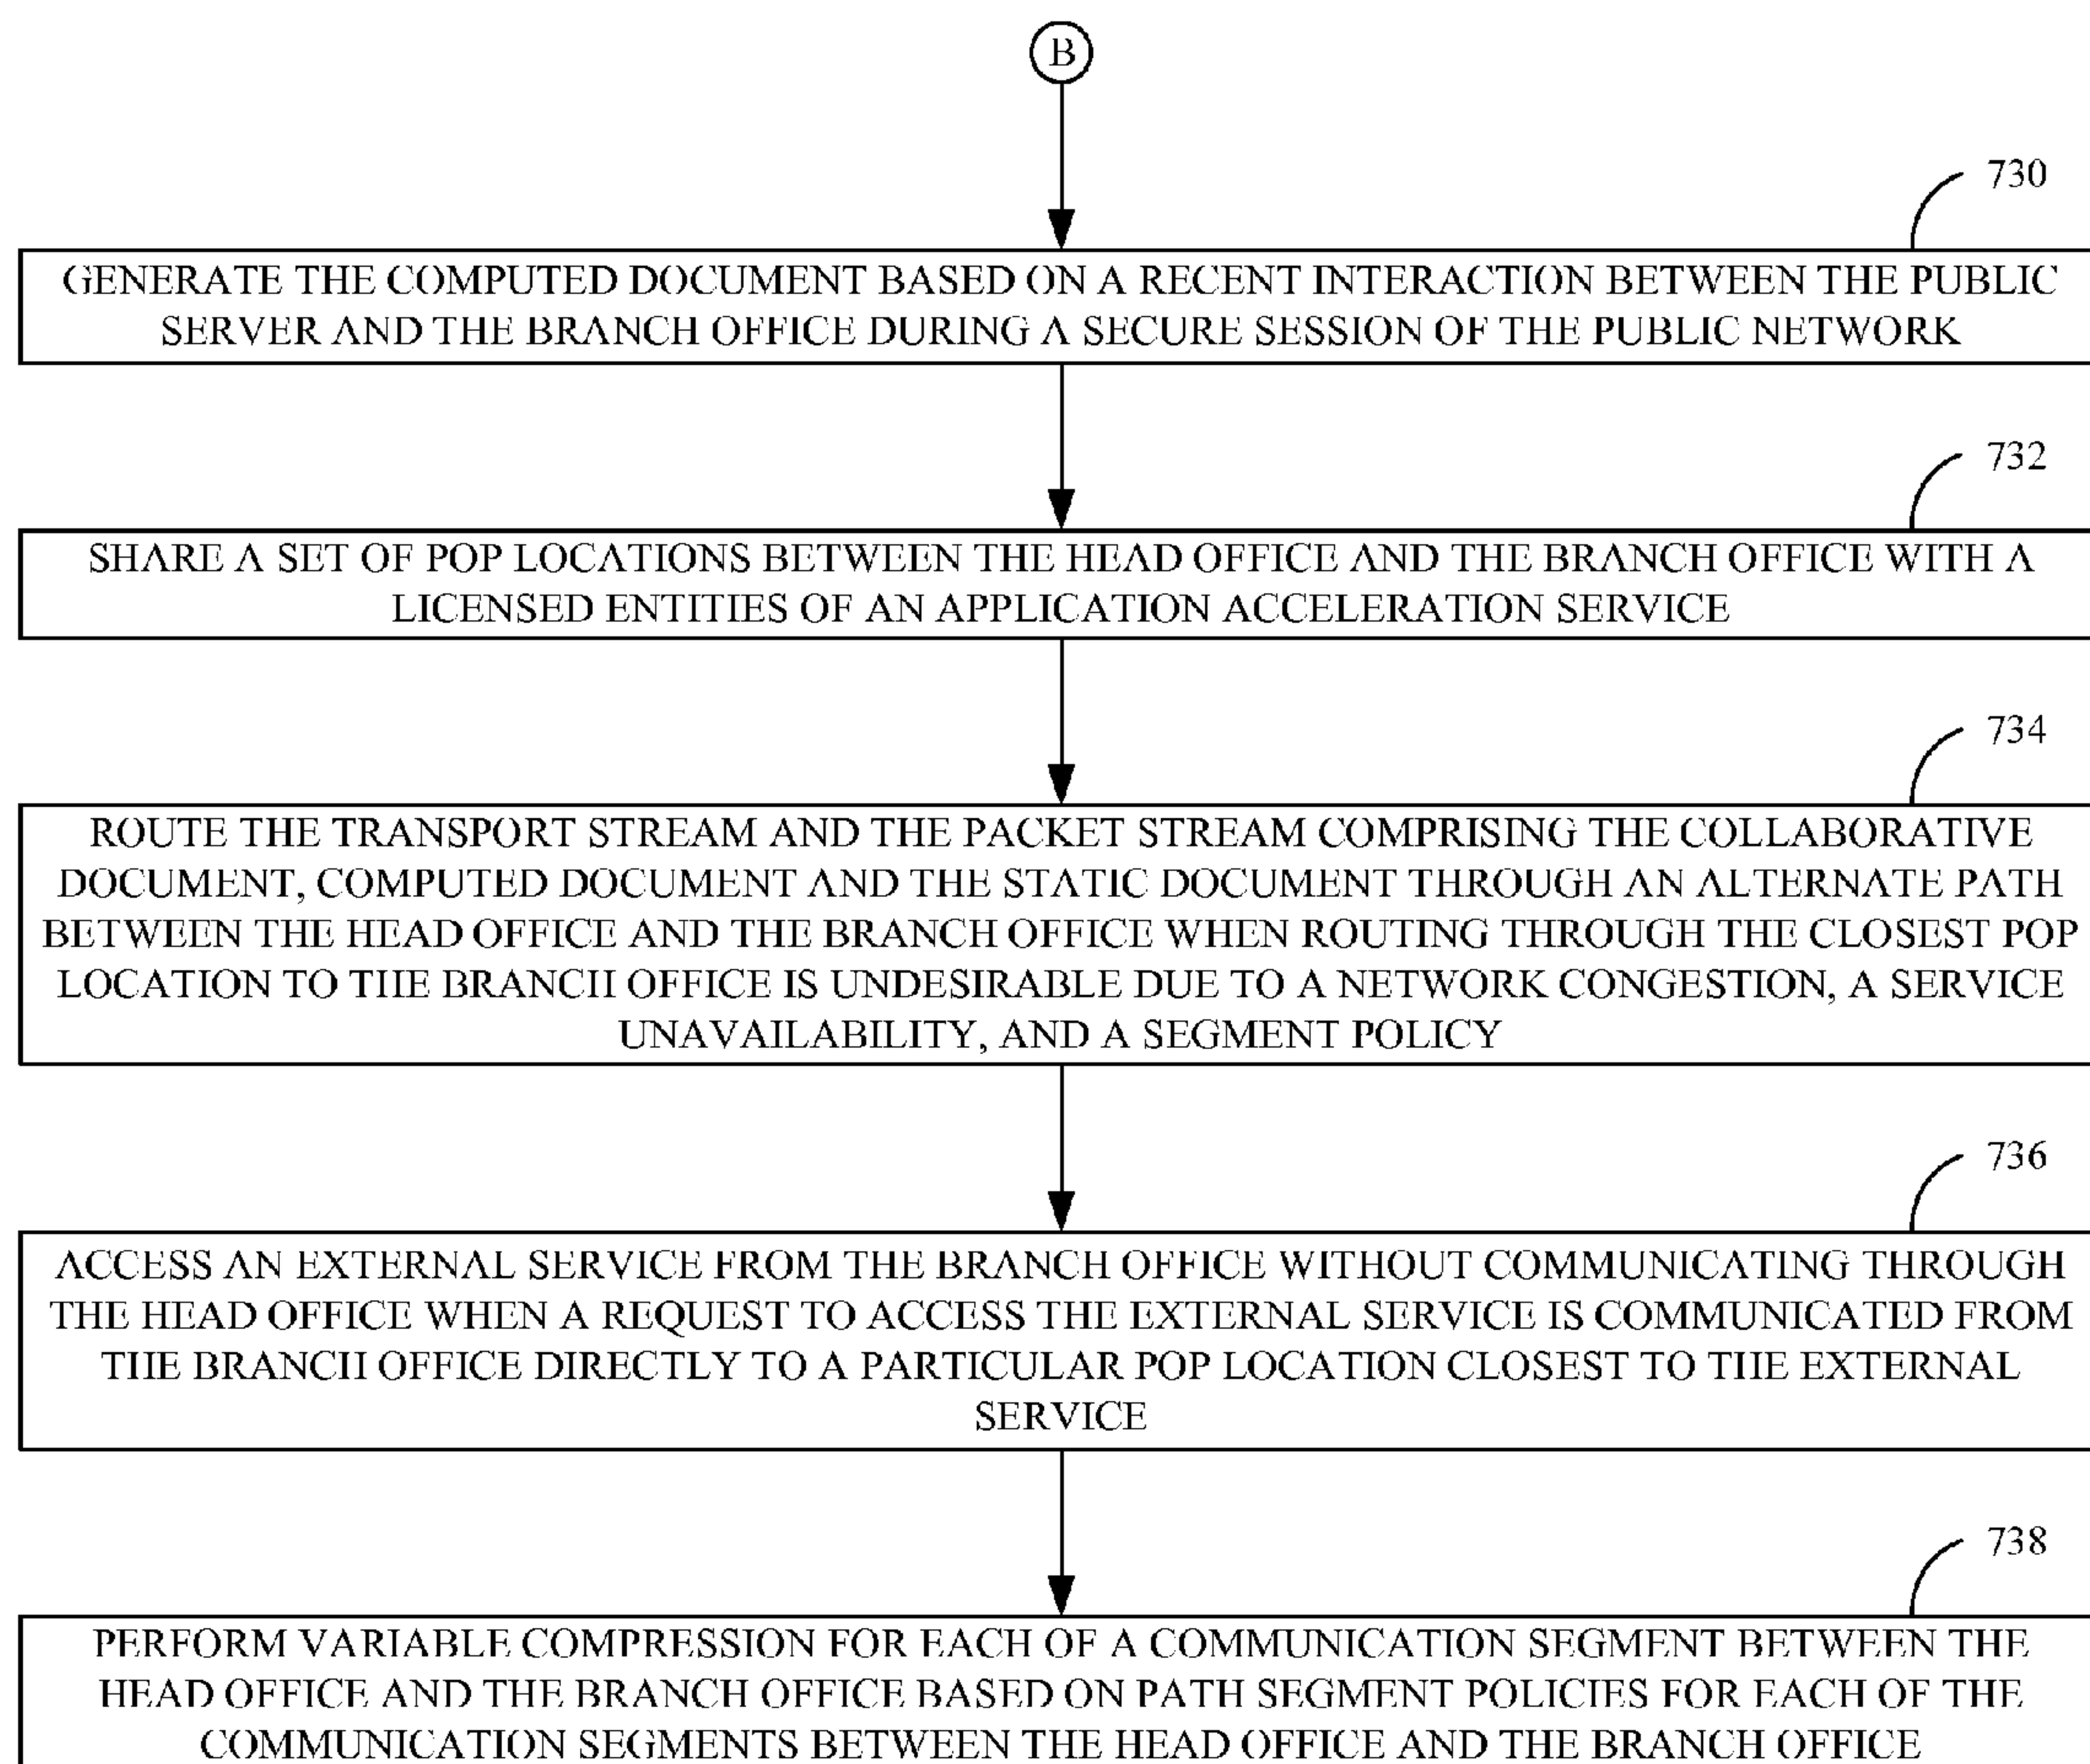 B
730
GENERATE THE COMPUTED DOCUMENT BASED ON A RECENT INTERACTION BETWEEN THE PUBLIC
SERVER AND THE BRANCH OFFICE DURING A SECURE SESSION OF THE PUBLIC NETWORK
732
SHARE A SET OF POP LOCATIONS BETWEEN THE HEAD OFFICE AND THE BRANCH OFFICE WITH A
LICENSED ENTITIES OF AN APPLICATION ACCELERATION SERVICE
734
ROUTE THE TRANSPORT STREAM AND THE PACKET STREAM COMPRISING THE COLLABORATIVE
DOCUMENT, COMPUTED DOCUMENT AND THE STATIC DOCUMENT THROUGH AN ALTERNATE PATH
BETWEEN THE HEAD OFFICE AND THE BRANCH OFFICE WHEN ROUTING THROUGH THE CLOSEST POP
LOCATION TO THE BRANCH OFFICE IS UNDESIRABLE DUE TO A NETWORK CONGESTION, A SERVICE
UNAVAILABILITY, AND A SEGMENT POLICY
736
ACCESS AN EXTERNAL SERVICE FROM THE BRANCH OFFICE WITHOUT COMMUNICATING THROUGH
THE HEAD OFFICE WHEN A REQUEST TO ACCESS THE EXTERNAL SERVICE IS COMMUNICATED FROM
THE BRANCH OFFICE DIRECTLY TO A PARTICULAR POP LOCATION CLOSEST TO THE EXTERNAL
SERVICE
738
PERFORM VARIABLE COMPRESSION FOR EACH OF A COMMUNICATION SEGMENT BETWEEN THE
HEAD OFFICE AND THE BRANCH OFFICE BASED ON PATH SEGMENT POLICIES FOR EACH OF THE
COMMUNICATION SEGMENTS BETWEEN THE HEAD OFFICE AND THE BRANCH OFFICE